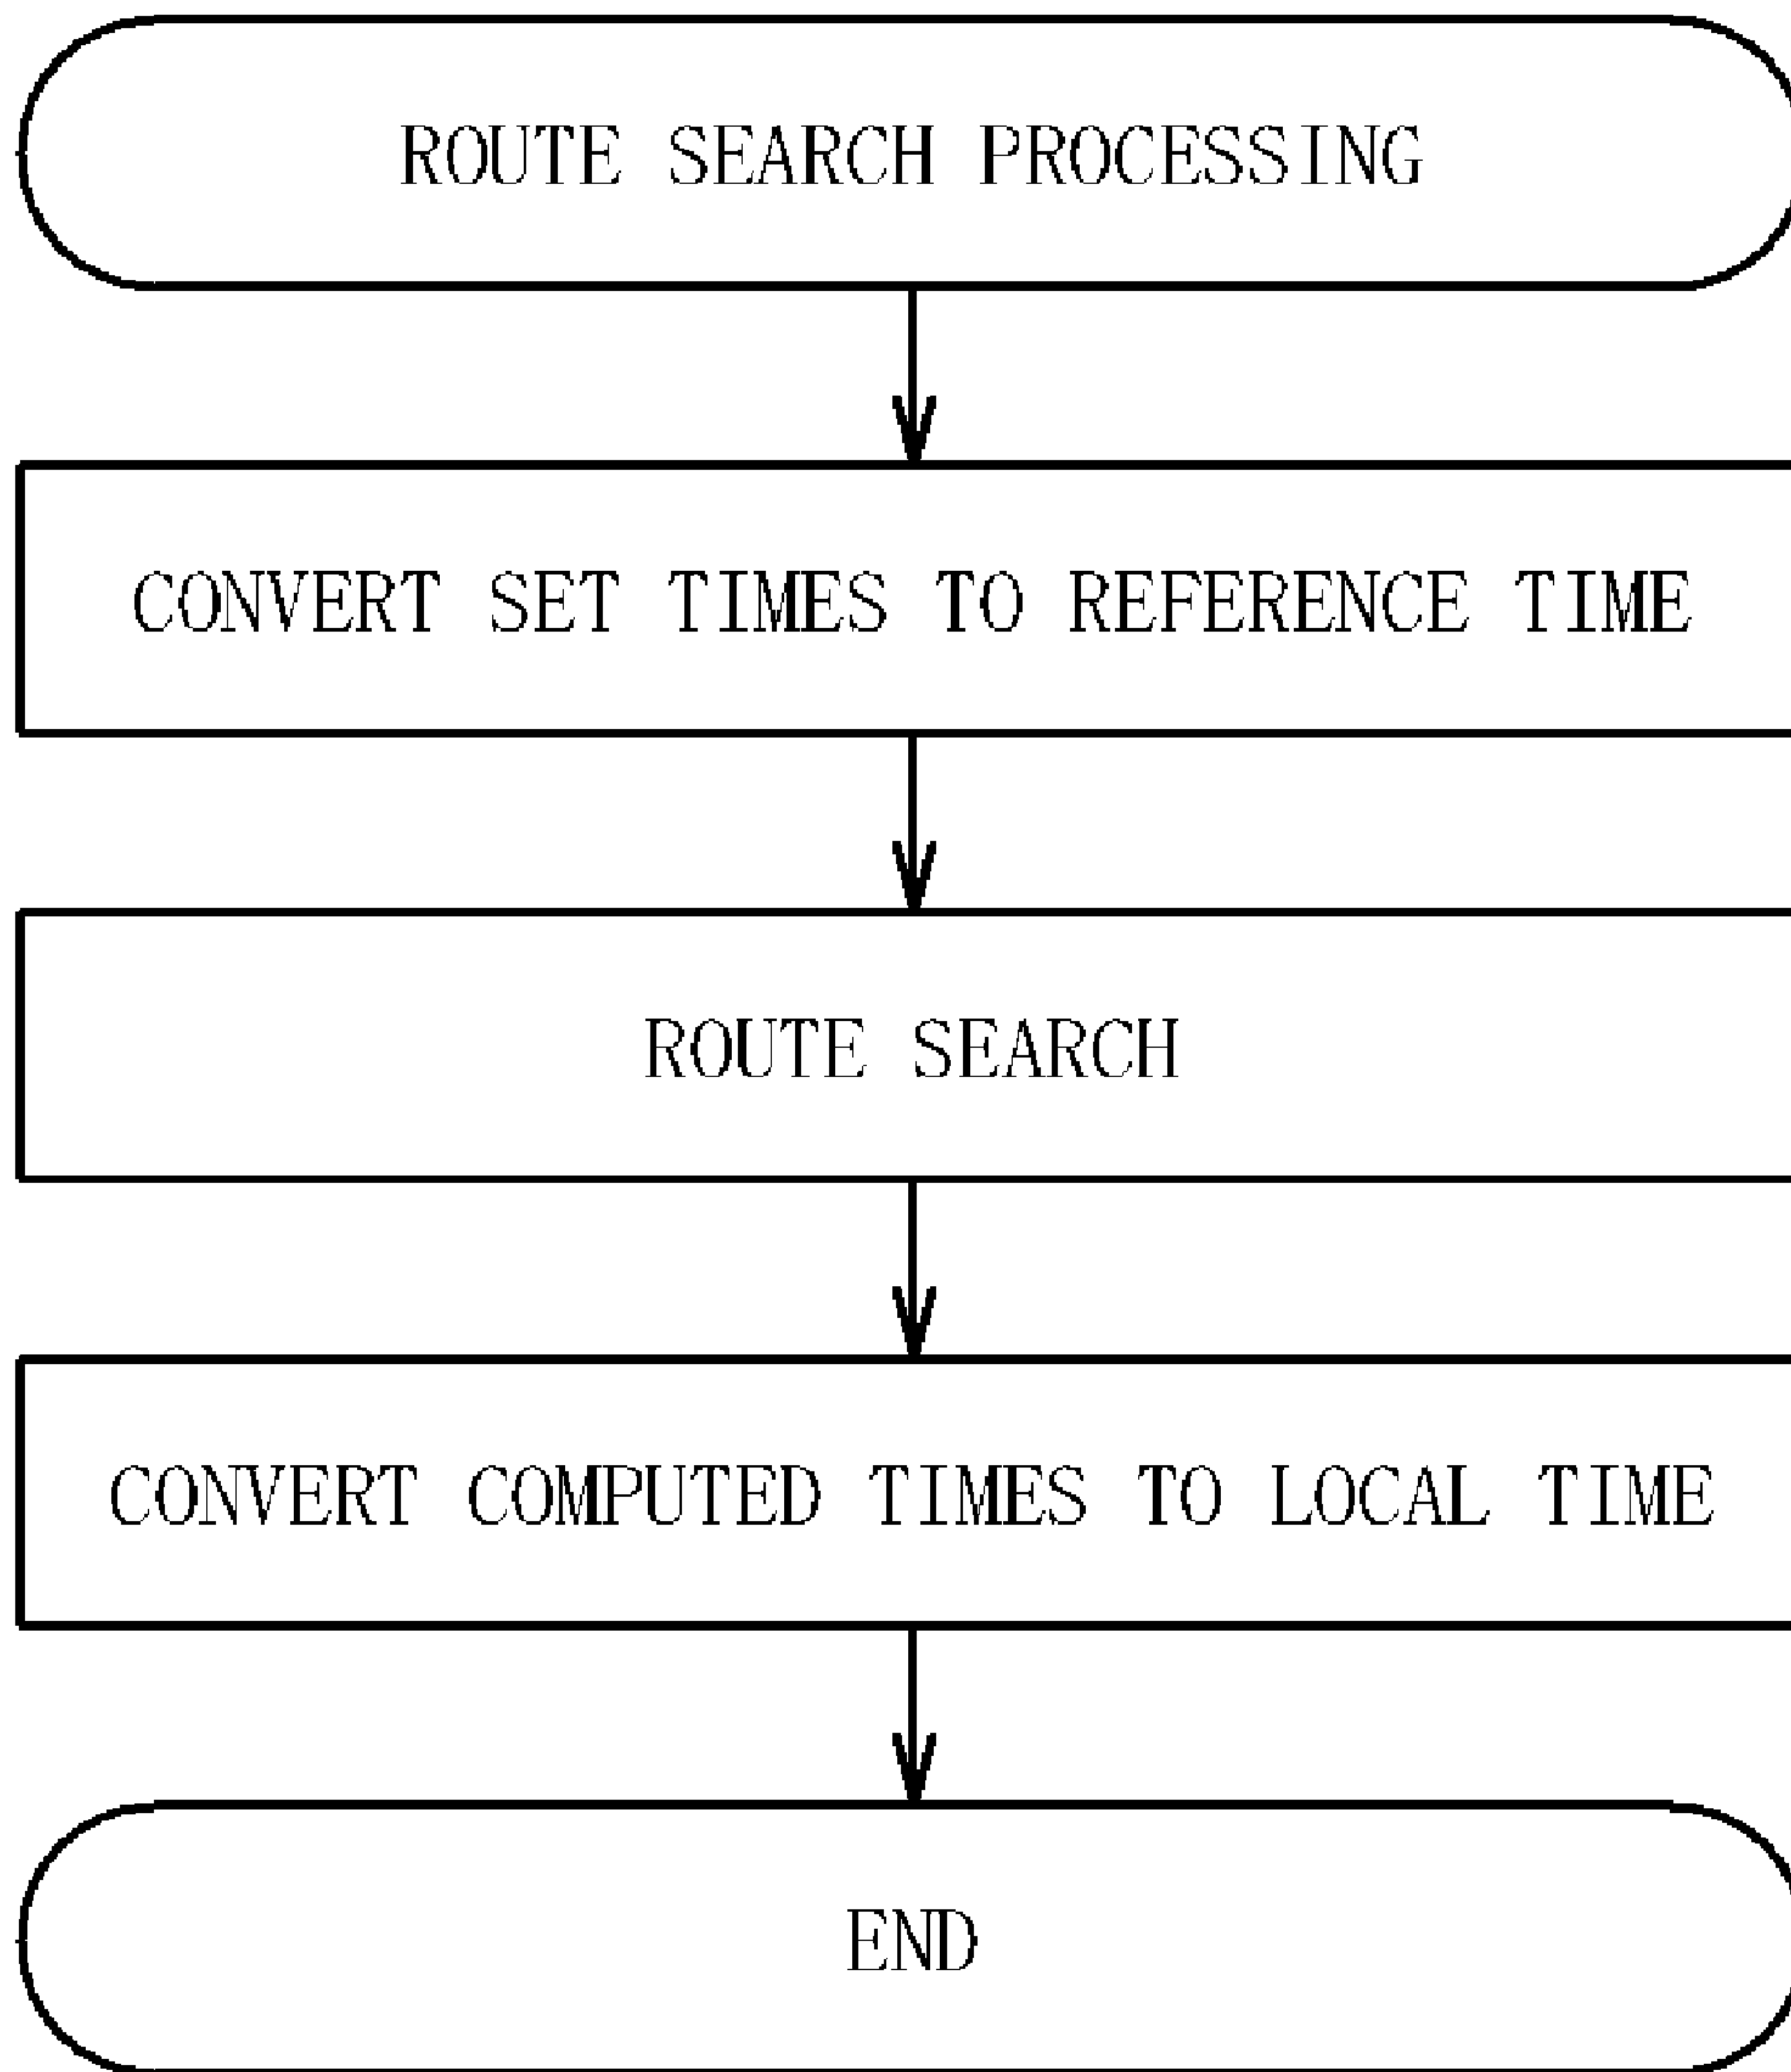 ROUTE SEARCH PROCESSING
CONVERT SET TIMES TO REFERENCE TIME
ROUTE SEARCH
CONVERT COMPUTED TIMES TO LOCAL TIME
END